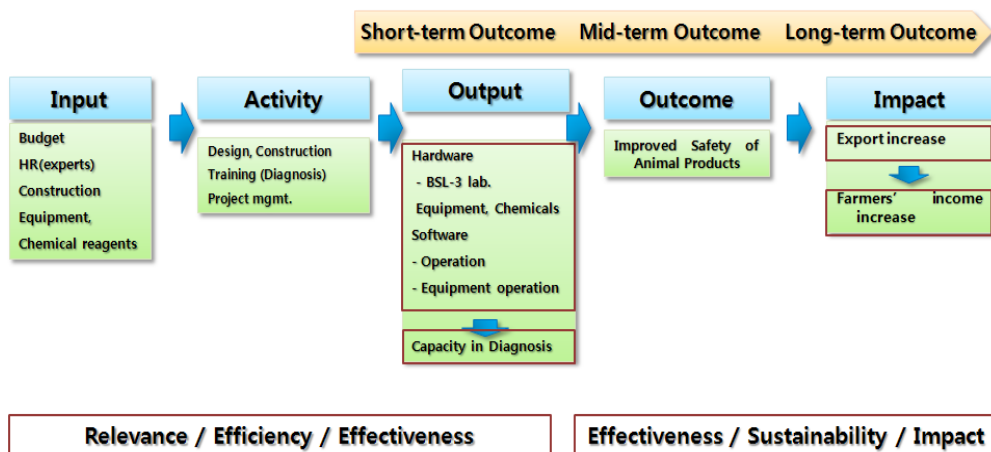 Short-term Outcome Mid-term Outcome Long-term Outcome
Input
Budget
HR(experts)
Construction
Equipment,
Chemical reagents
Activity
Design, Construction
Training (Diagnosis)
Project mgmt.
Output
Hardware
- BSL-3 lab.
Equipment, Chemicals
Software
- Operation
- Equipment operation
Capacity in Diagnosis
Outcome
Improved Safety of
Animal Products
Impact
Export increase
Farmers' income
increase
Relevance / Efficiency / Effectiveness
Effectiveness / Sustainability / Impact